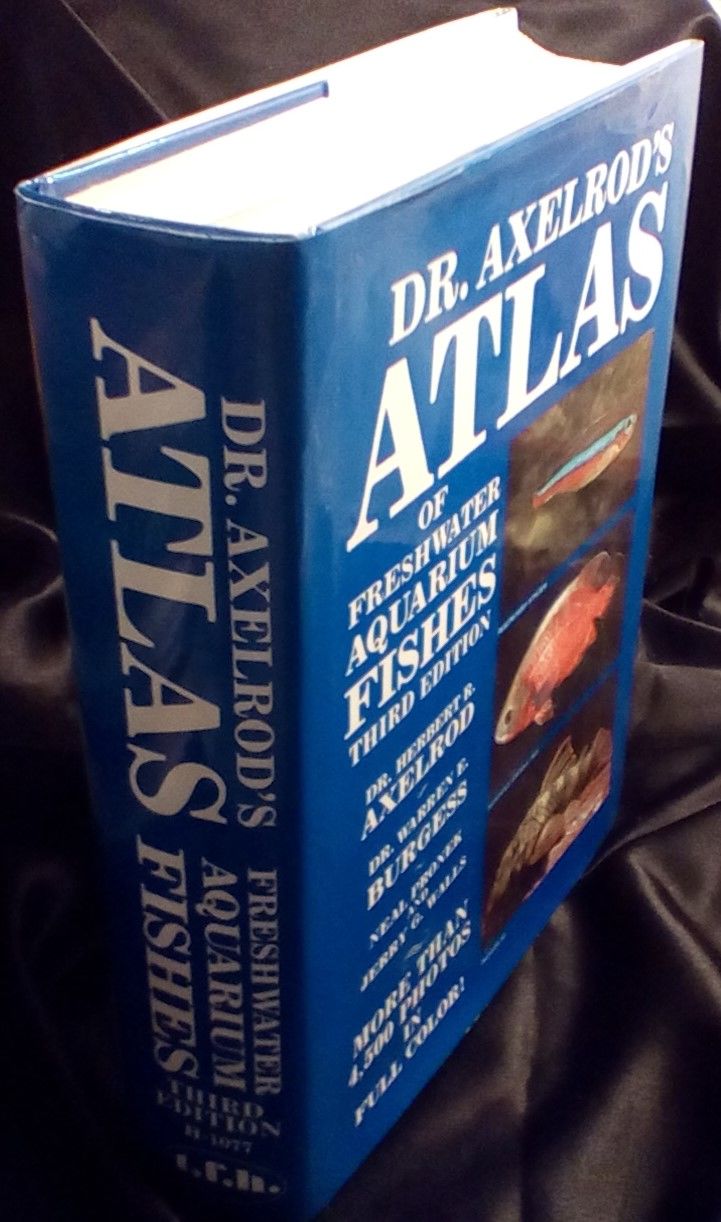 DR. AXELROD'S
ATLAS
OF
FRESHWATER
AQUARIUM
FISHES
THIRD EDITION
DR. HERBERT R.
AXELROD
DR. WARREN E.
BURGESS
NEAL PRONEK
AND
JERRY G. WALLS
MORE THAN
4,500 PHOTOS
IN
FULL COLOR!
DR. AXELROD'S
ATLAS
FRESHWATER
AQUARIUM
FISHES
THIRD
EDITION
H-1077
t.f.h.